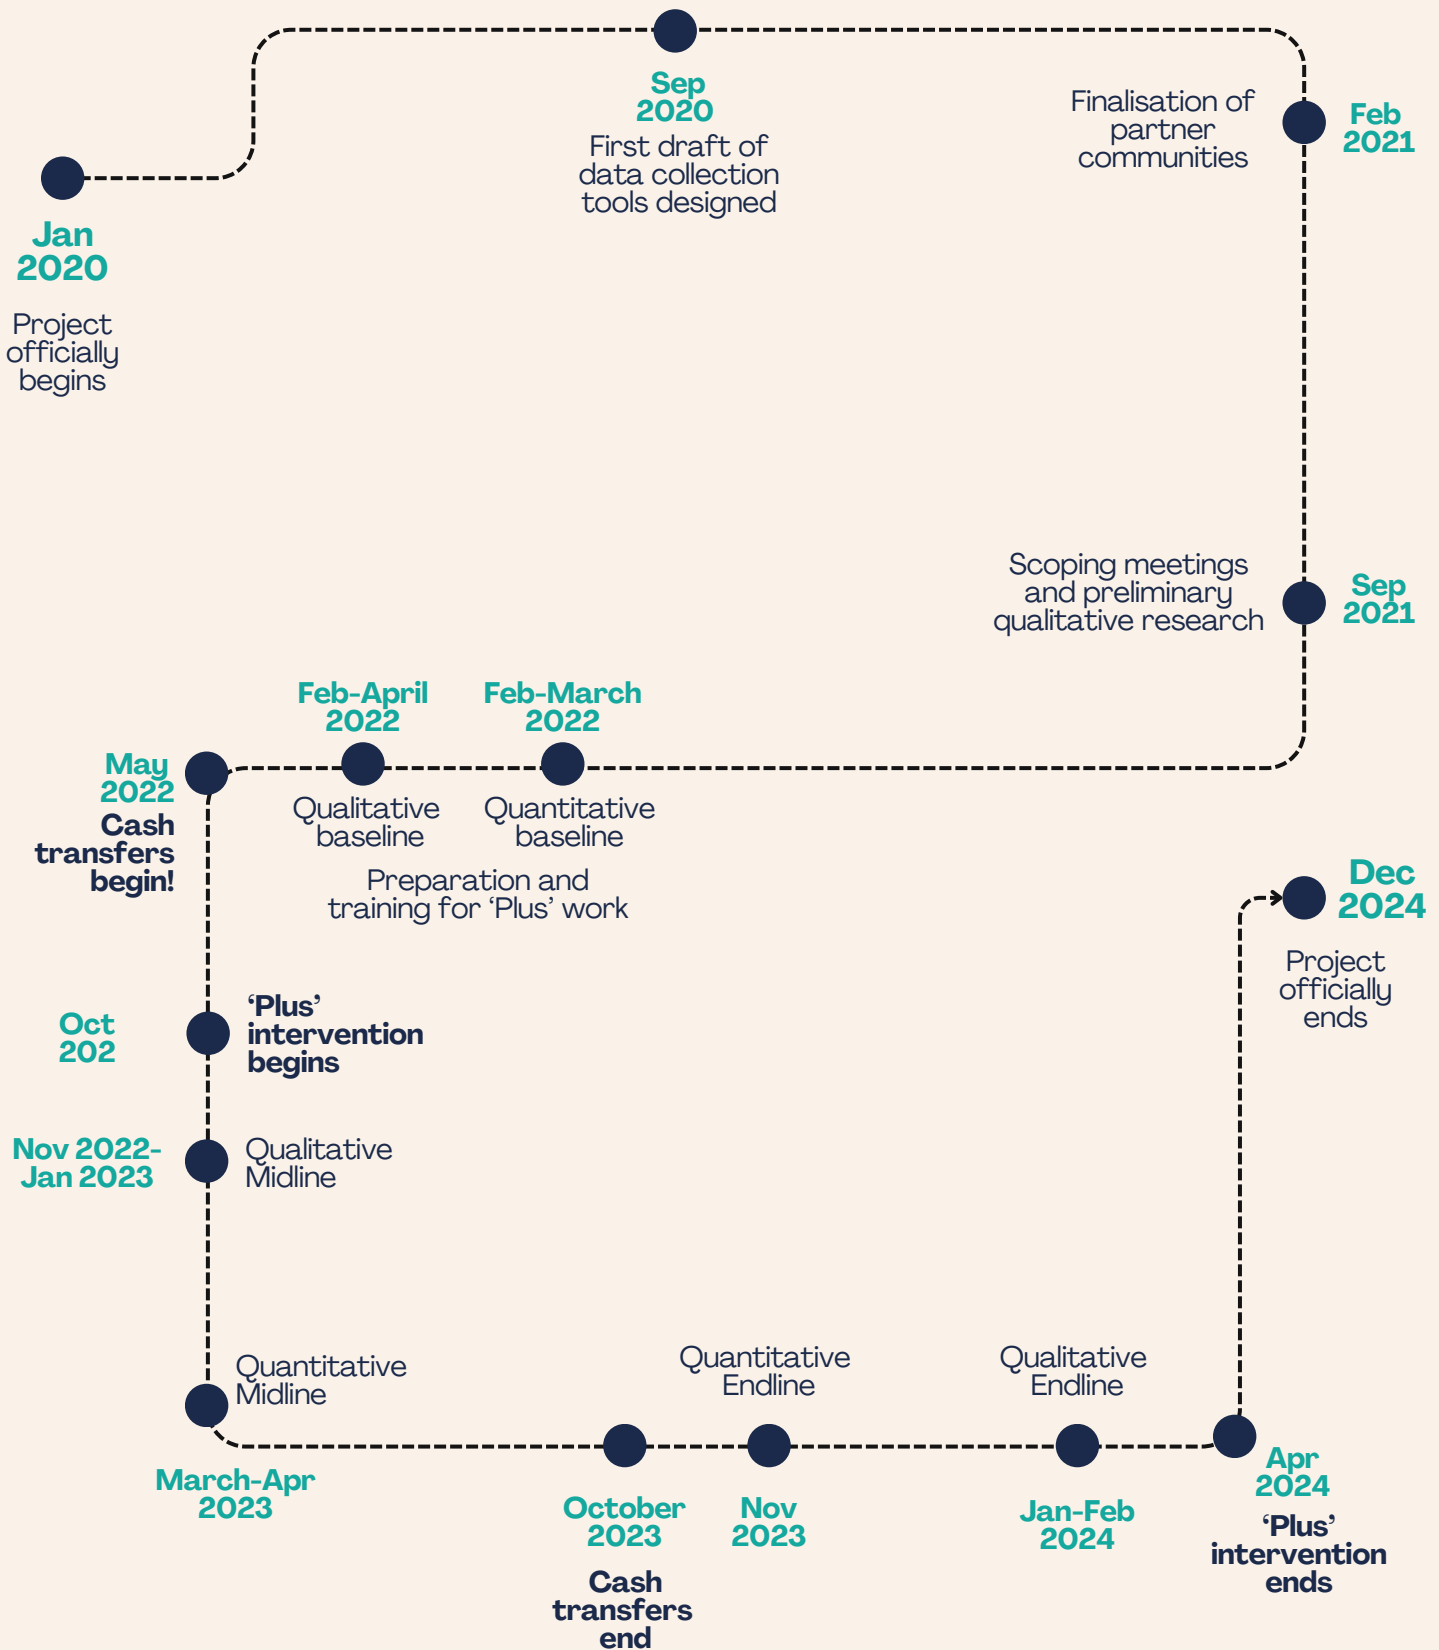 Jan
2020
Project
officially
begins
Sep
2020
First draft of
data collection
tools designed
Finalisation of
partner
communities
Feb
2021
Scoping meetings
and preliminary
qualitative research
Sep
2021
Feb-March
2022
Quantitative
baseline
Feb-April
2022
Qualitative
baseline
Preparation and
training for ‘Plus’ work
May
2022
Cash
transfers
begin!
Oct
202
‘Plus’
intervention
begins
Nov 2022-
Jan 2023
Qualitative
Midline
Quantitative
Midline
March-Apr
2023
October
2023
Cash
transfers
end
Quantitative
Endline
Nov
2023
Qualitative
Endline
Jan-Feb
2024
Apr
2024
‘Plus’
intervention
ends
Dec
2024
Project
officially
ends